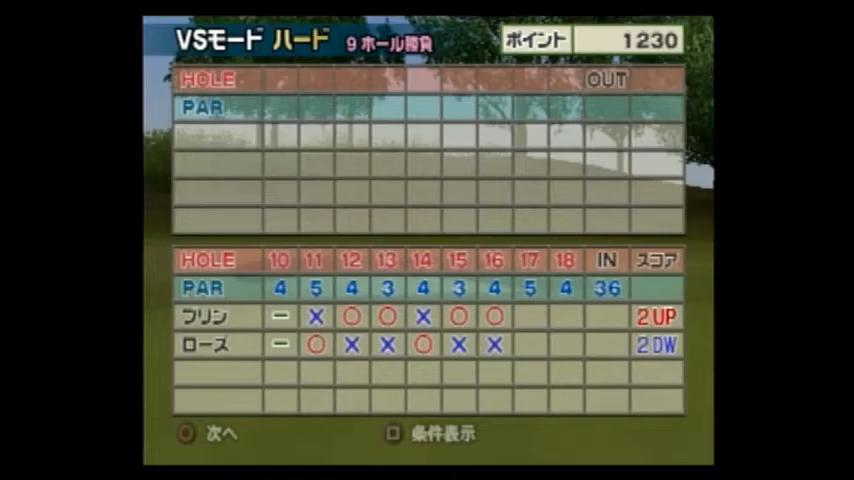 VSモード ハード 9ホール勝負 ポイント 1230
HOLE OUT
PAR
HOLE 10 11 12 13 14 15 16 17 18 IN スコア
PAR 4 5 4 3 4 3 4 5 4 36
フリン － X ○ ○ X ○ ○ 2UP
ローズ － ○ X X ○ X X 2DW
次へ □ 条件表示